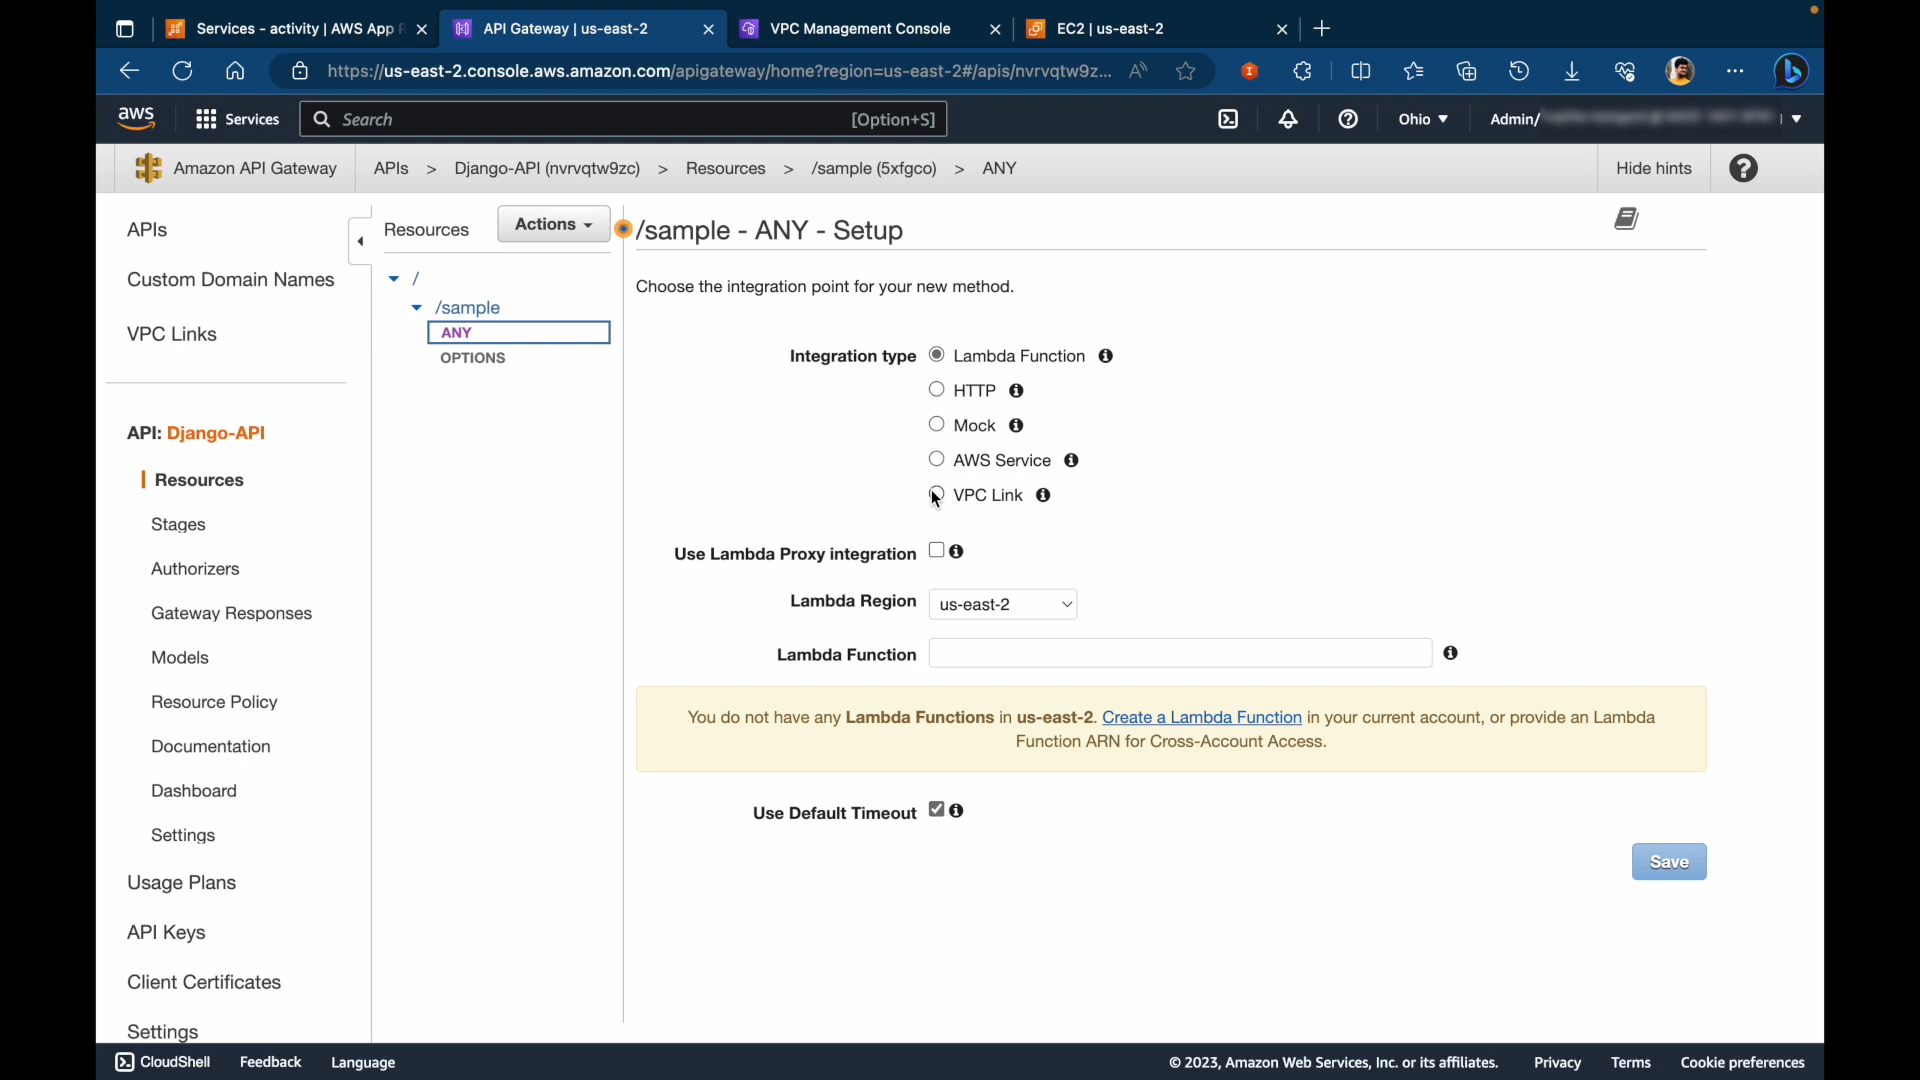 Services - activity | AWS App R
API Gateway | us-east-2
VPC Management Console
EC2 | us-east-2
https://us-east-2.console.aws.amazon.com/apigateway/home?region=us-east-2#/apis/nvrvqtw9z...
aws
Services
Search
[Option+S]
Ohio
Admin/
Amazon API Gateway
APIs > Django-API (nvrvqtw9zc) > Resources > /sample (5xfgco) > ANY
Hide hints
APIs
Custom Domain Names
VPC Links
API: Django-API
Resources
Stages
Authorizers
Gateway Responses
Models
Resource Policy
Documentation
Dashboard
Settings
Usage Plans
API Keys
Client Certificates
Settings
Resources
Actions
/
/sample
ANY
OPTIONS
/sample - ANY - Setup
Choose the integration point for your new method.
Integration type
Lambda Function
HTTP
Mock
AWS Service
VPC Link
Use Lambda Proxy integration
Lambda Region
us-east-2
Lambda Function
You do not have any Lambda Functions in us-east-2. Create a Lambda Function in your current account, or provide an Lambda
Function ARN for Cross-Account Access.
Use Default Timeout
Save
CloudShell
Feedback
Language
© 2023, Amazon Web Services, Inc. or its affiliates.
Privacy
Terms
Cookie preferences